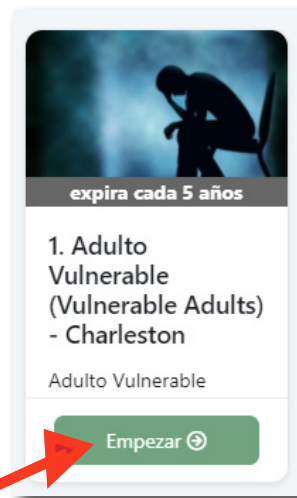 expira cada 5 años
1. Adulto
Vulnerable
(Vulnerable Adults)
- Charleston
Adulto Vulnerable
Empezar